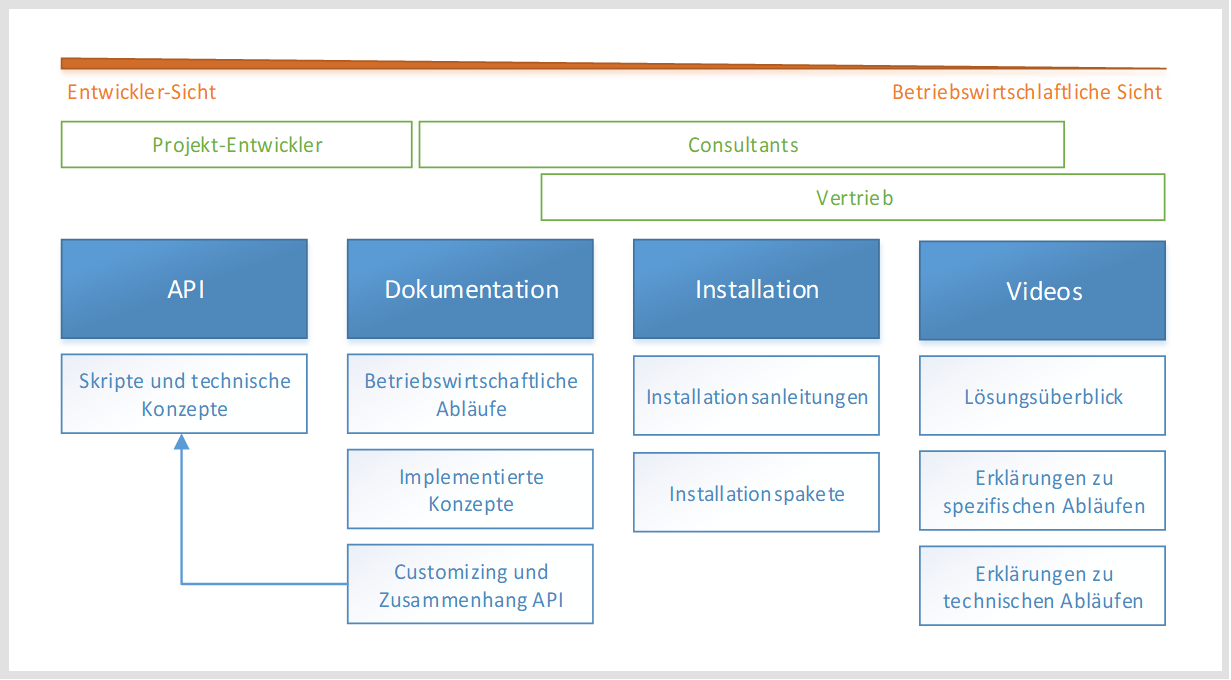 Entwickler-Sicht
Betriebswirtschlaftliche Sicht
Projekt-Entwickler
Consultants
Vertrieb
API
Dokumentation
Installation
Videos
Skripte und technische
Konzepte
Betriebswirtschaftliche
Abläufe
Implementierte
Konzepte
Customizing und
Zusammenhang API
Installationsanleitungen
Installationspakete
Lösungsüberblick
Erklärungen zu
spezifischen Abläufen
Erklärungen zu
technischen Abläufen